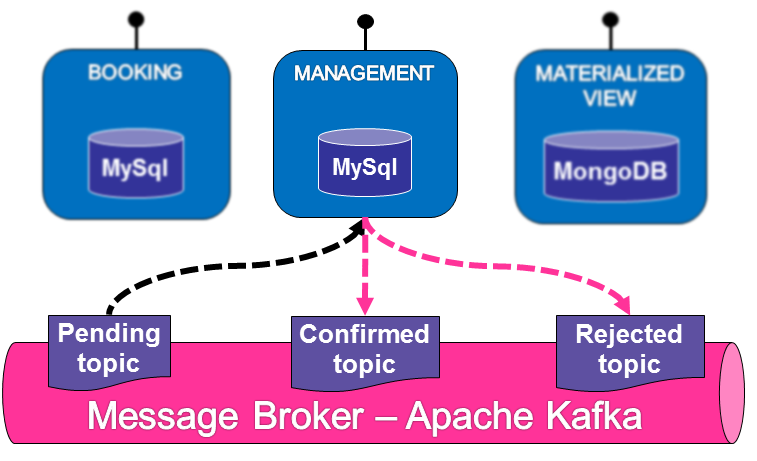 BOOKING
MySql
MANAGEMENT
MySql
MATERIALIZED
VIEW
MongoDB
Pending
topic
Confirmed
topic
Rejected
topic
Message Broker – Apache Kafka